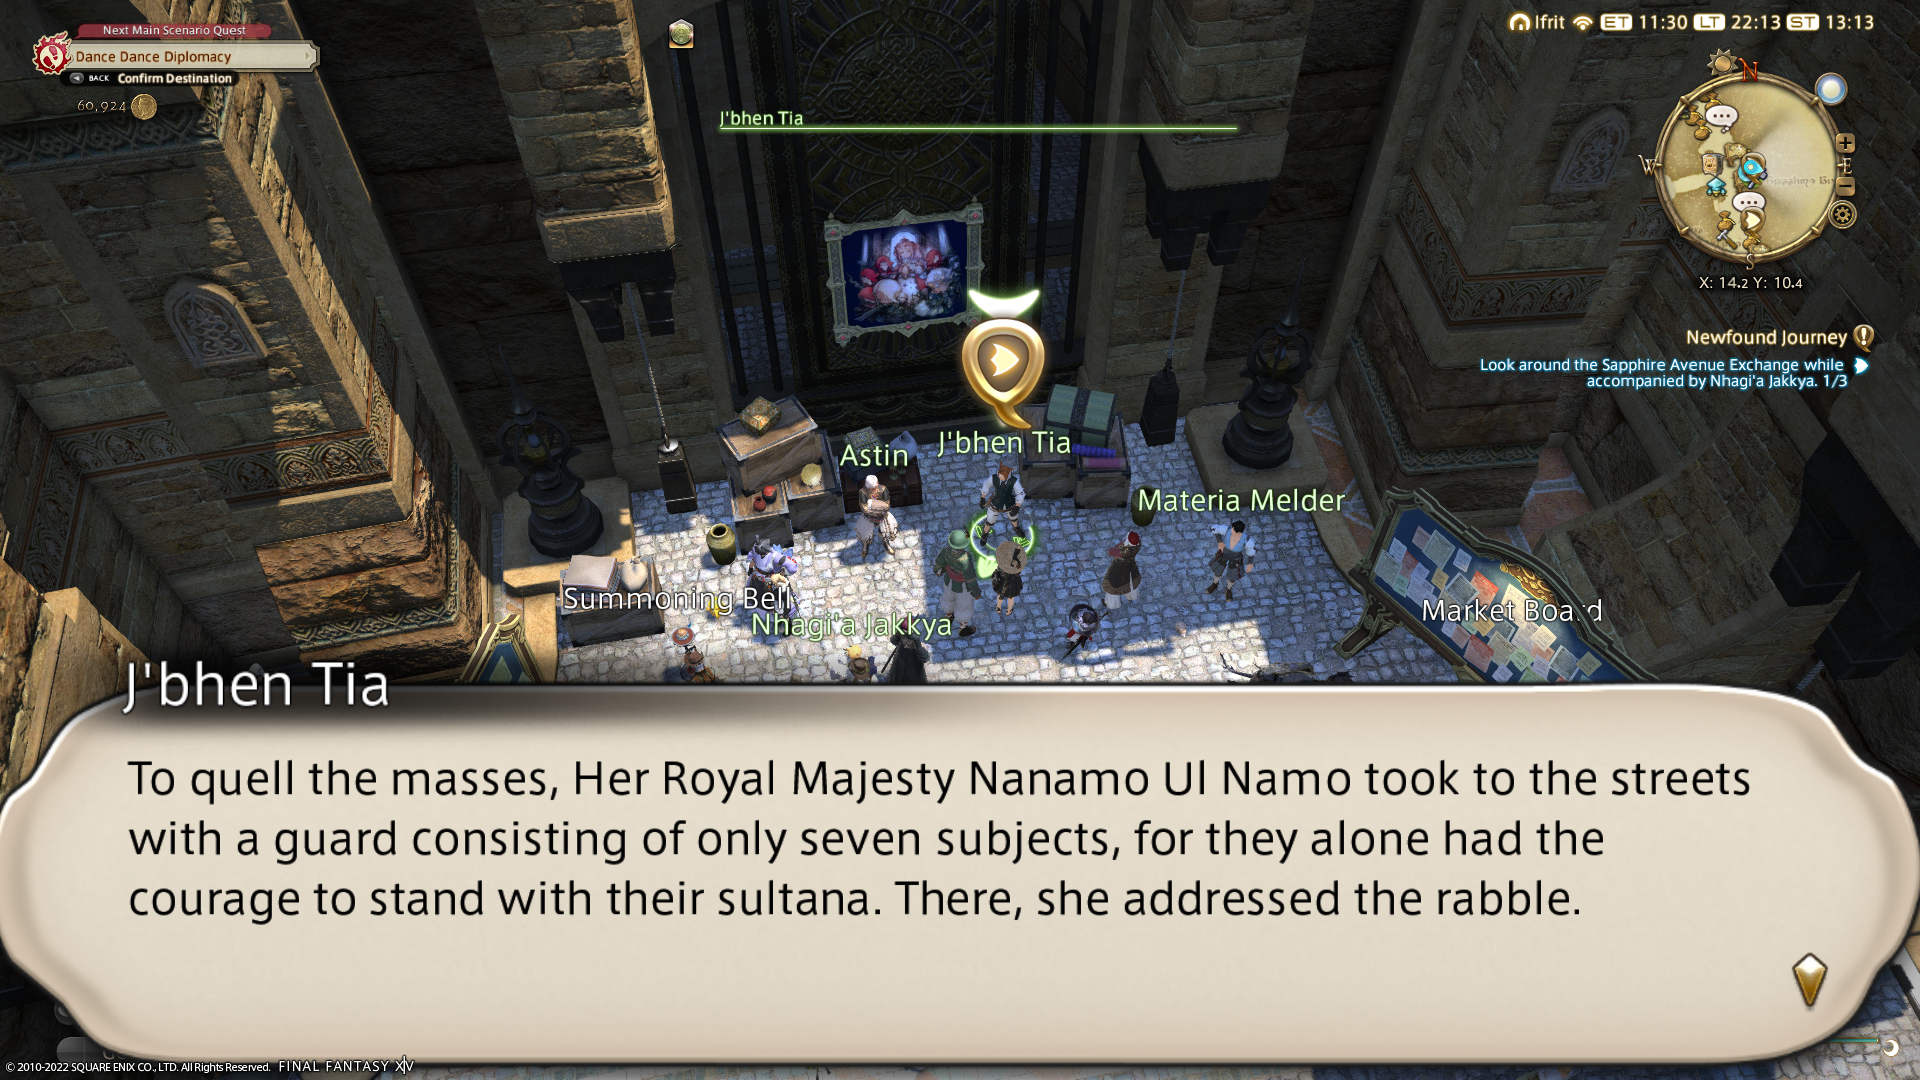 Next Main Scenario Quest
Dance Dance Diplomacy
BACK Confirm Destination
60,924
Ifrit ET 11:30 LT 22:13 ST 13:13
N
W
E
S
X: 14.2 Y: 10.4
J'bhen Tia
Newfound Journey
Look around the Sapphire Avenue Exchange while
accompanied by Nhagi'a Jakkya. 1/3
Astin
J'bhen Tia
Materia Melder
Summoning Bell
Nhagi'a Jakkya
Market Board
J'bhen Tia
To quell the masses, Her Royal Majesty Nanamo Ul Namo took to the streets
with a guard consisting of only seven subjects, for they alone had the
courage to stand with their sultana. There, she addressed the rabble.
© 2010-2022 SQUARE ENIX CO., LTD. All Rights Reserved. FINAL FANTASY XIV